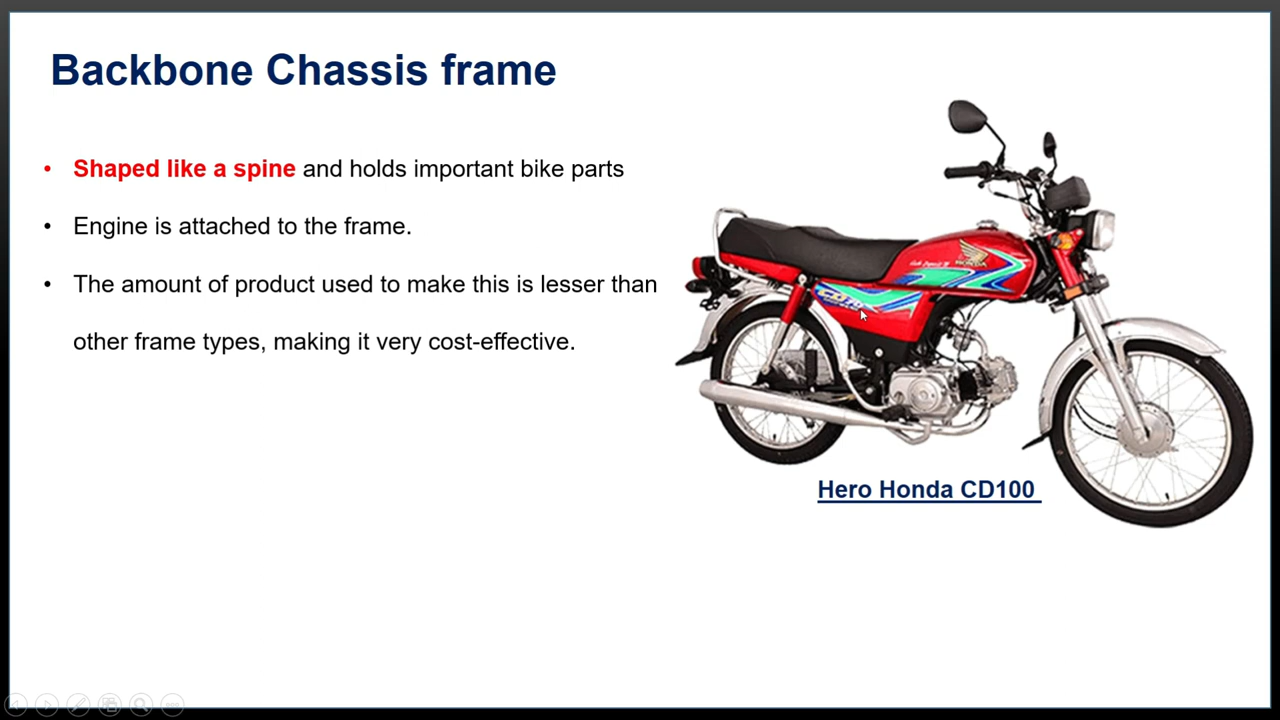 Backbone Chassis frame
• Shaped like a spine and holds important bike parts
• Engine is attached to the frame.
• The amount of product used to make this is lesser than
other frame types, making it very cost-effective.
HONDA
CD70
Hero Honda CD100